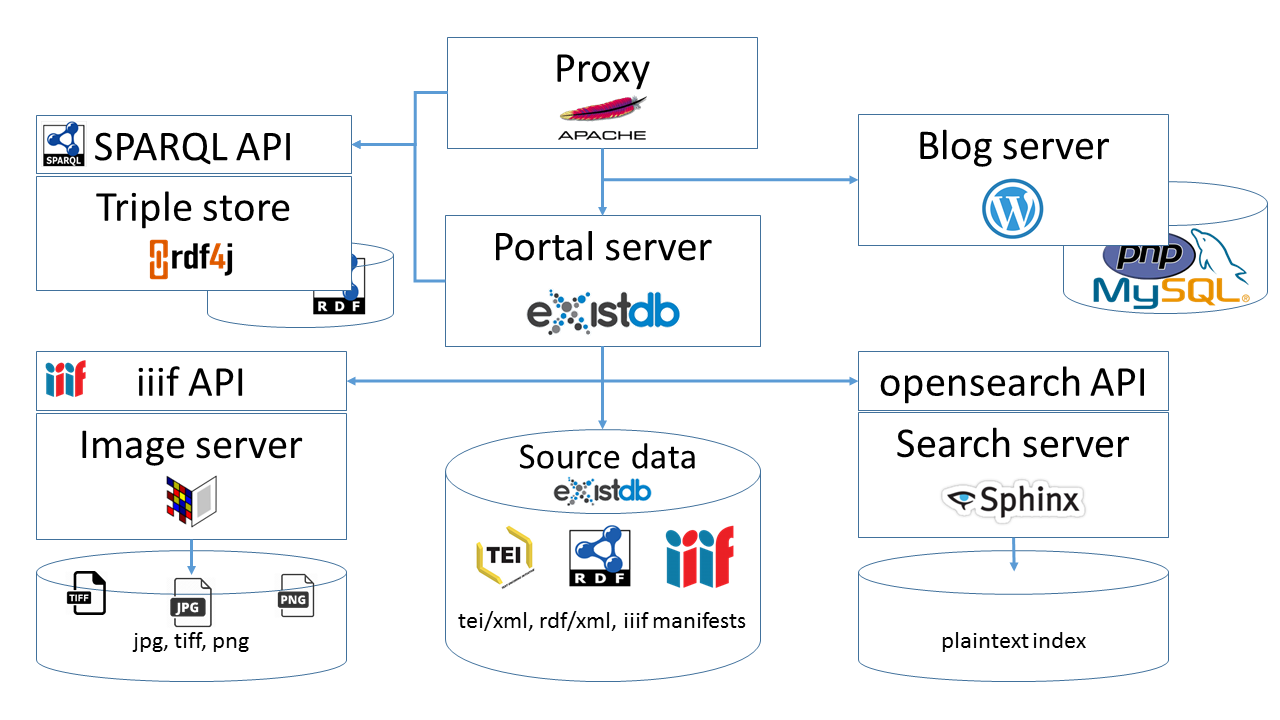 Proxy
APACHE
SPARQL
SPARQL API
Triple store
rdf4j
RDF
Blog server
W
php
MySQL®
Portal server
eXistdb
iiif
iiif API
Image server
TIFF
JPG
PNG
jpg, tiff, png
Source data
eXistdb
TEI
RDF
iiif
tei/xml, rdf/xml, iiif manifests
opensearch API
Search server
Sphinx
plaintext index